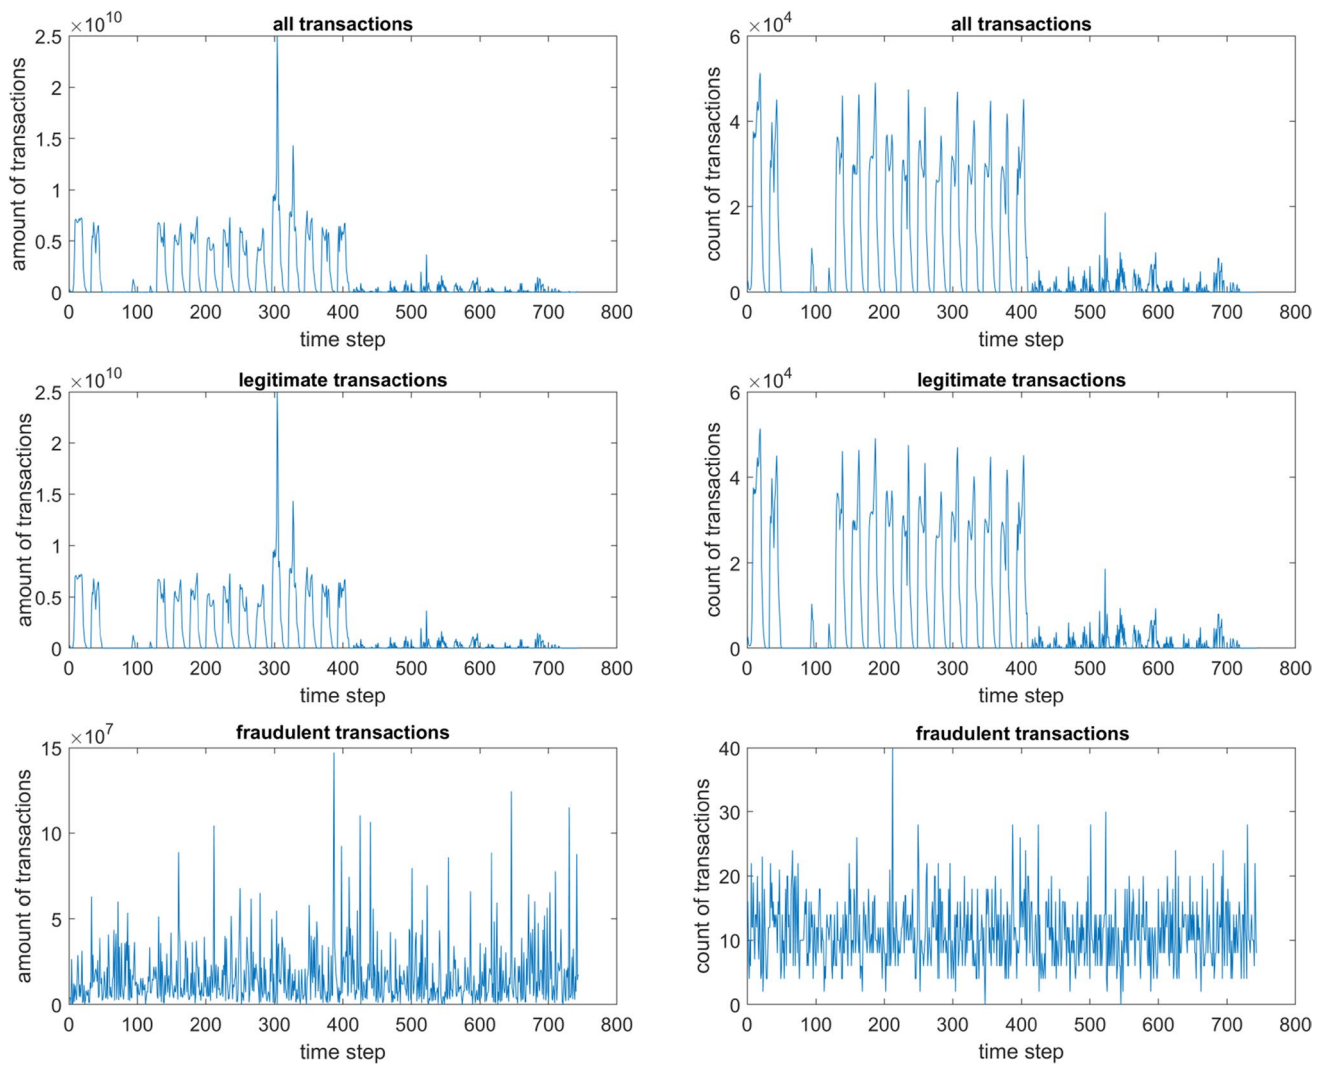 all transactions
×10^10
2.5
2
1.5
1
0.5
0
amount of transactions
0 100 200 300 400 500 600 700 800
time step
all transactions
×10^4
6
4
2
0
count of transactions
0 100 200 300 400 500 600 700 800
time step
legitimate transactions
×10^10
2.5
2
1.5
1
0.5
0
amount of transactions
0 100 200 300 400 500 600 700 800
time step
legitimate transactions
×10^4
6
4
2
0
count of transactions
0 100 200 300 400 500 600 700 800
time step
fraudulent transactions
×10^7
15
10
5
0
amount of transactions
0 100 200 300 400 500 600 700 800
time step
fraudulent transactions
40
30
20
10
0
count of transactions
0 100 200 300 400 500 600 700 800
time step